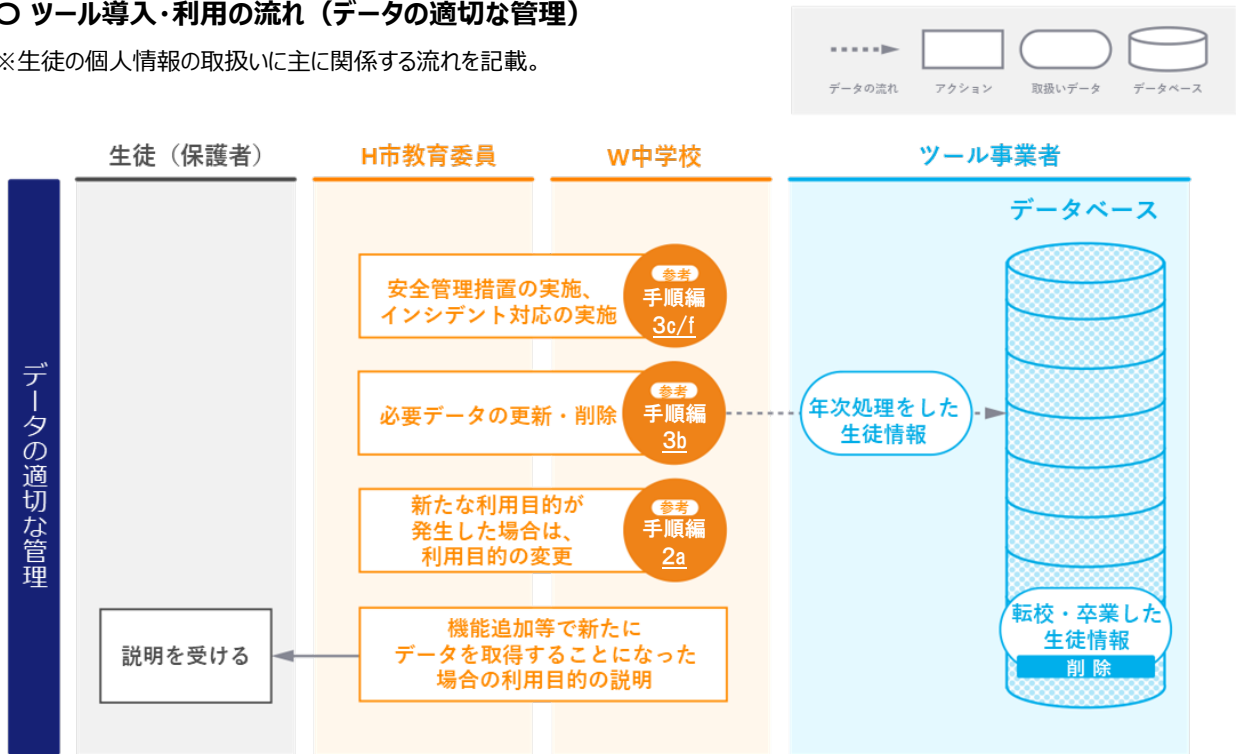 〇 ツール導入･利用の流れ（データの適切な管理）
※生徒の個人情報の取扱いに主に関係する流れを記載。
データの流れ
アクション
取扱いデータ
データベース
生徒（保護者）
H市教育委員
W中学校
ツール事業者
データの適切な管理
データベース
安全管理措置の実施、
インシデント対応の実施
参考
手順編
3c/f
必要データの更新・削除
参考
手順編
3b
年次処理をした
生徒情報
新たな利用目的が
発生した場合は、
利用目的の変更
参考
手順編
2a
説明を受ける
機能追加等で新たに
データを取得することになった
場合の利用目的の説明
転校・卒業した
生徒情報
削 除